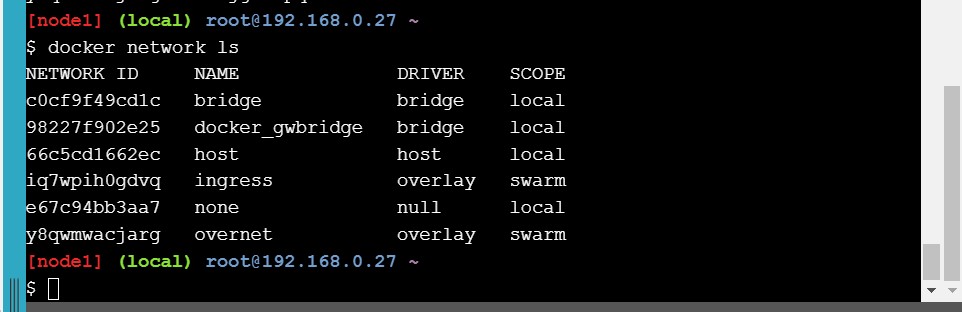 [node1] (local) root@192.168.0.27 ~
$ docker network ls
NETWORK ID     NAME              DRIVER    SCOPE
c0cf9f49cd1c   bridge            bridge    local
98227f902e25   docker_gwbridge   bridge    local
66c5cd1662ec   host              host      local
iq7wpih0gdvq   ingress           overlay   swarm
e67c94bb3aa7   none              null      local
y8qwmwacjarg   overnet           overlay   swarm
[node1] (local) root@192.168.0.27 ~
$